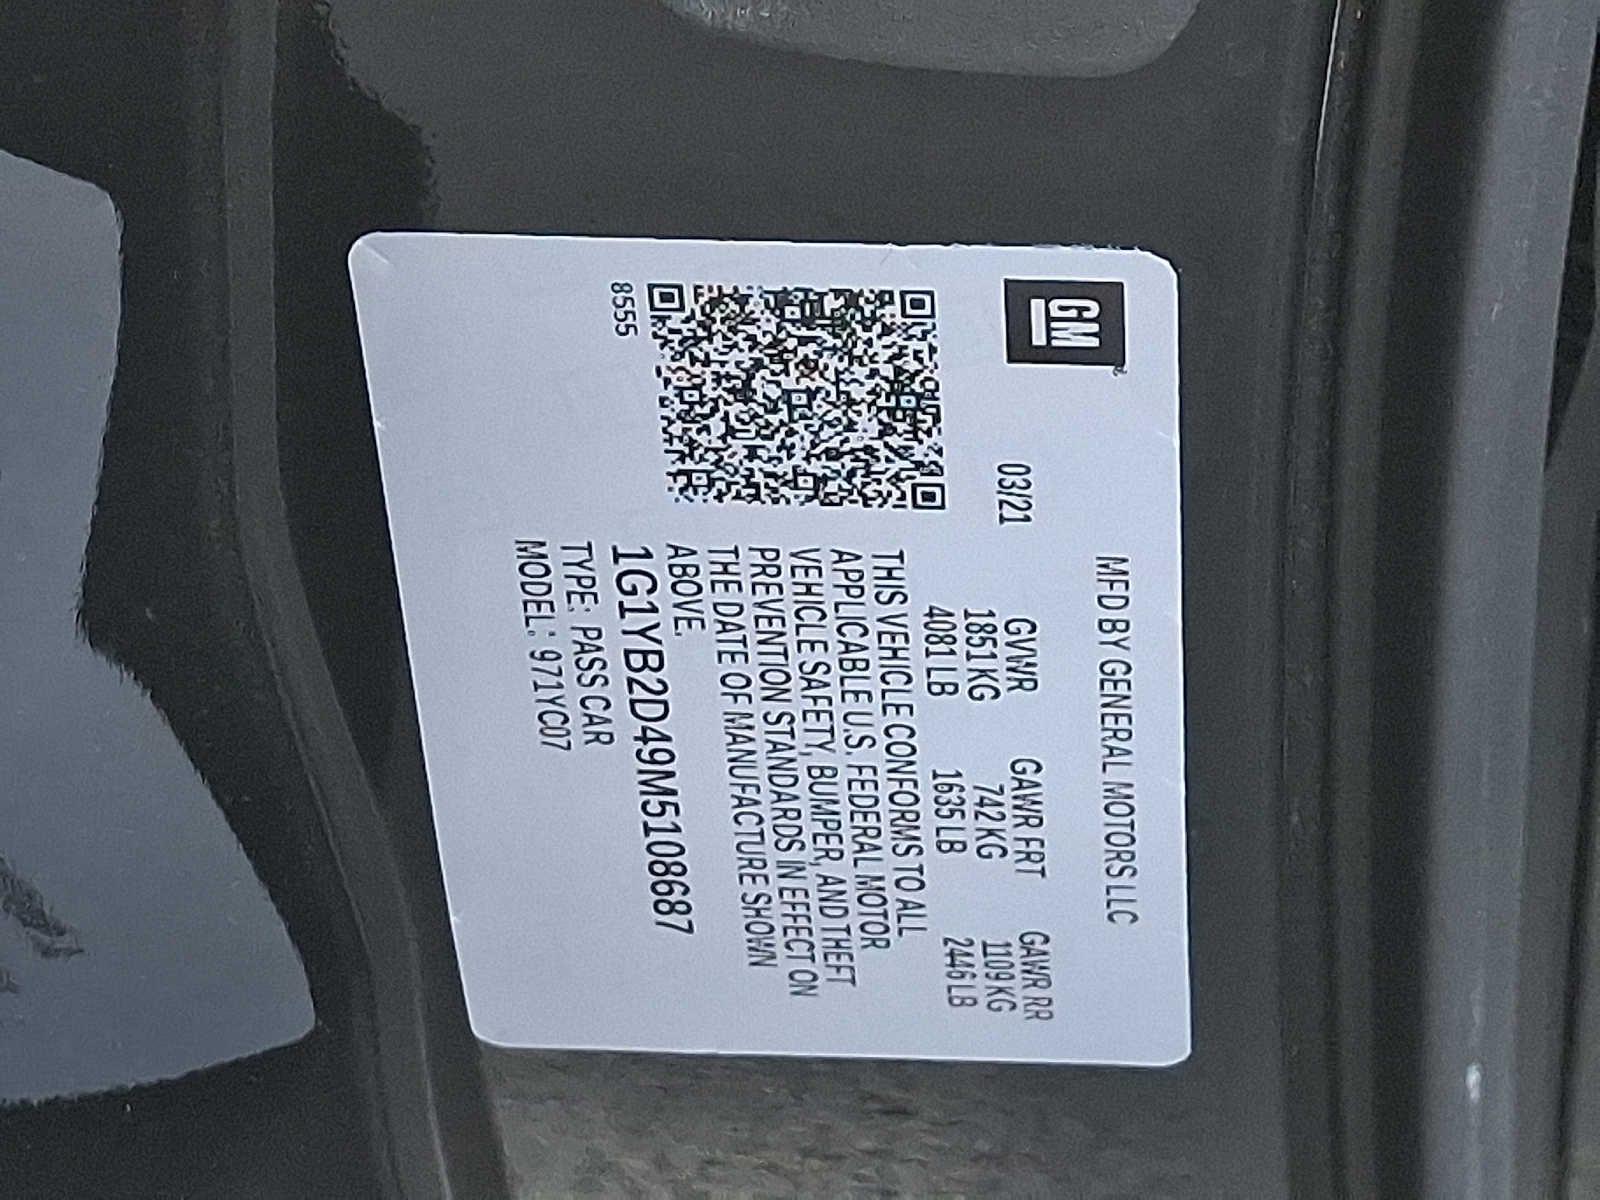 GM
MFD BY GENERAL MOTORS LLC
03/21 GVWR GAWR FRT GAWR RR
1851 KG 742 KG 1109 KG
4081 LB 1635 LB 2446 LB
THIS VEHICLE CONFORMS TO ALL
APPLICABLE U.S. FEDERAL MOTOR
VEHICLE SAFETY, BUMPER, AND THEFT
PREVENTION STANDARDS IN EFFECT ON
THE DATE OF MANUFACTURE SHOWN
ABOVE.
1G1YB2D49M5108687
8555
TYPE: PASS CAR
MODEL: 971YC07